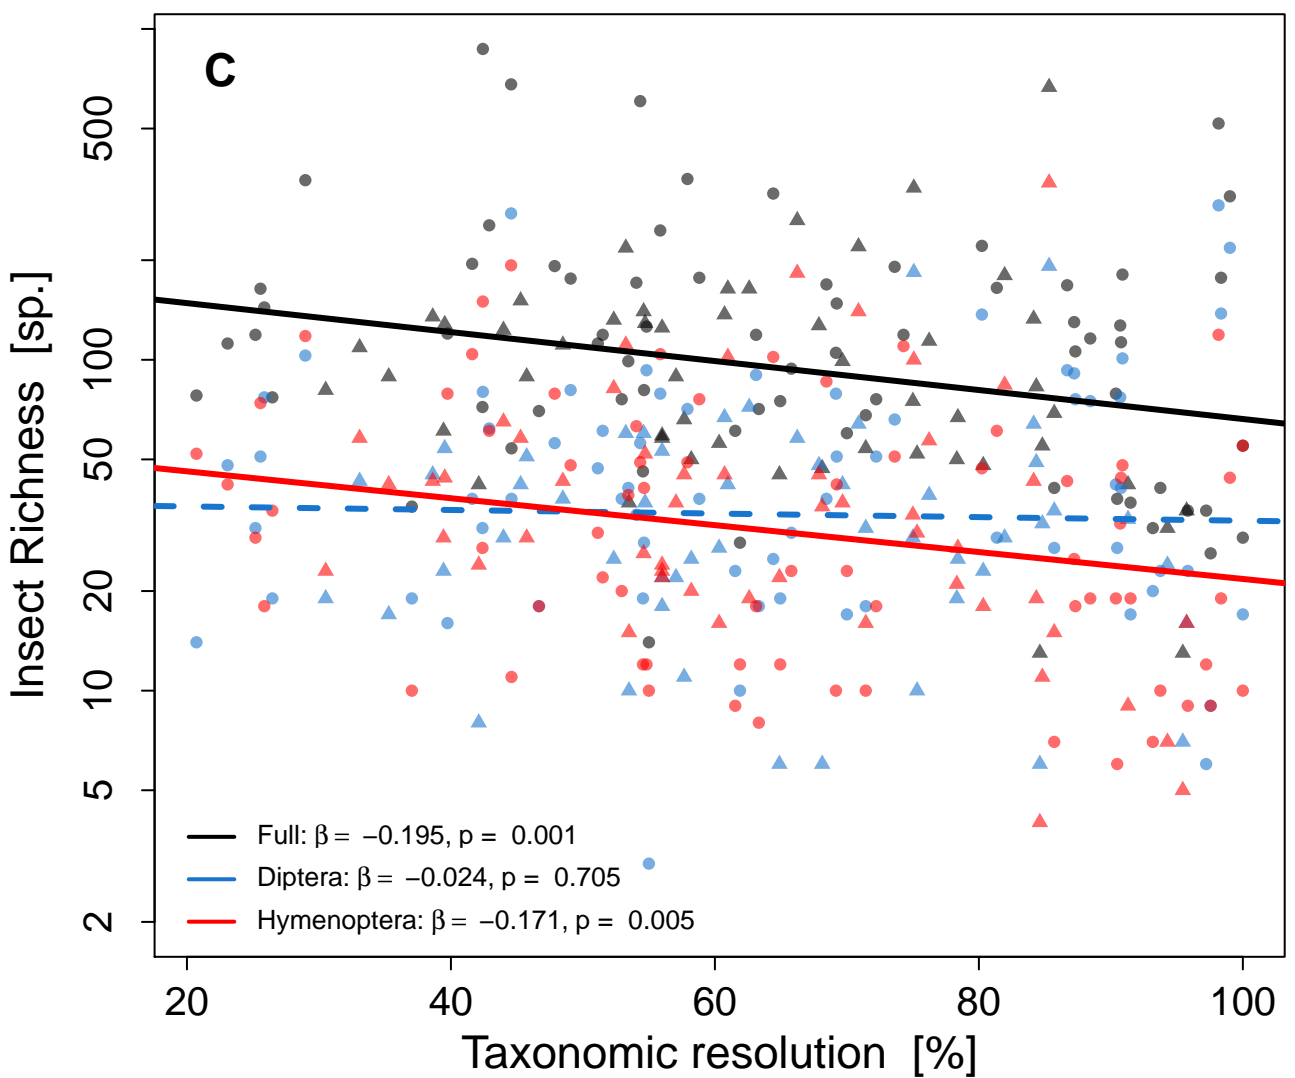 C
Insect Richness [sp.]
500
100
50
20
10
5
2
Full: β = −0.195, p = 0.001
Diptera: β = −0.024, p = 0.705
Hymenoptera: β = −0.171, p = 0.005
20 40 60 80 100
Taxonomic resolution [%]